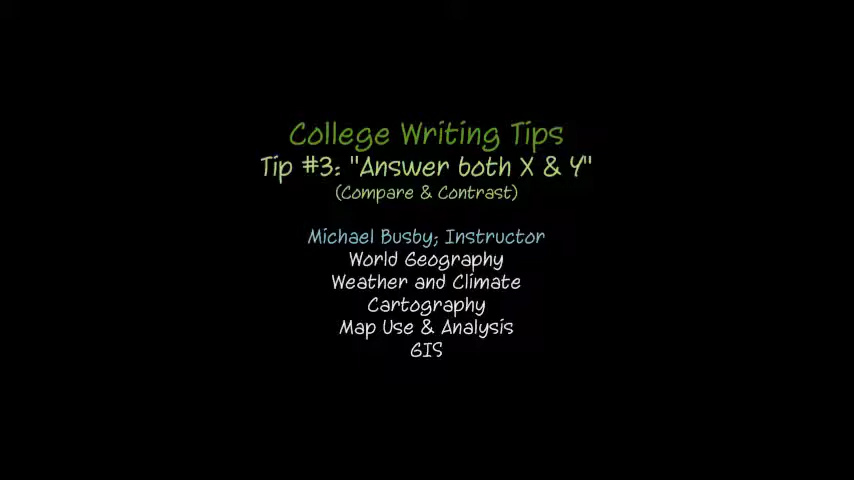 College Writing Tips
Tip #3: "Answer both X & Y"
(Compare & Contrast)
Michael Busby; Instructor
World Geography
Weather and Climate
Cartography
Map Use & Analysis
GIS